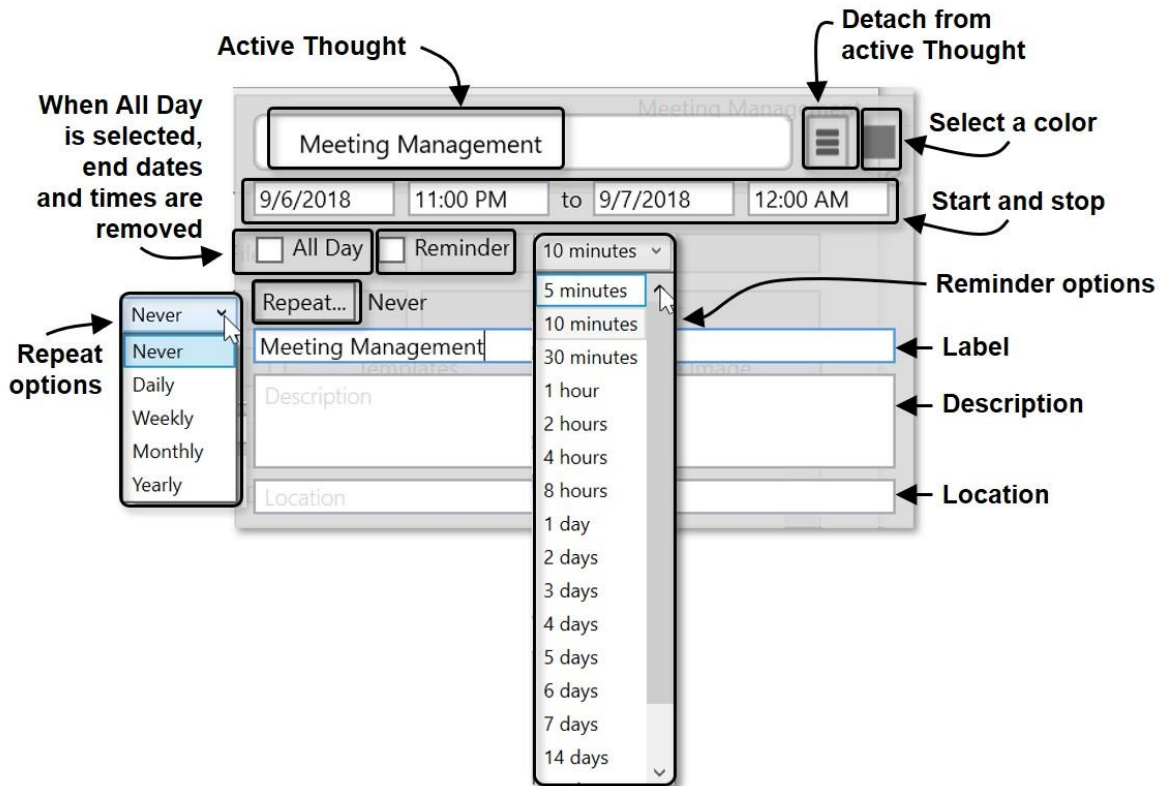 Detach from
active Thought
Active Thought
When All Day
is selected,
end dates
and times are
removed
Meeting Management
Meeting Management
Select a color
9/6/2018 11:00 PM to 9/7/2018 12:00 AM
Start and stop
All Day Reminder 10 minutes
Reminder options
5 minutes
10 minutes
30 minutes
1 hour
2 hours
4 hours
8 hours
1 day
2 days
3 days
4 days
5 days
6 days
7 days
14 days
Repeat... Never
Repeat
options
Never
Never
Daily
Weekly
Monthly
Yearly
Meeting Management
Label
Templates
Image
Description
Description
Location
Location